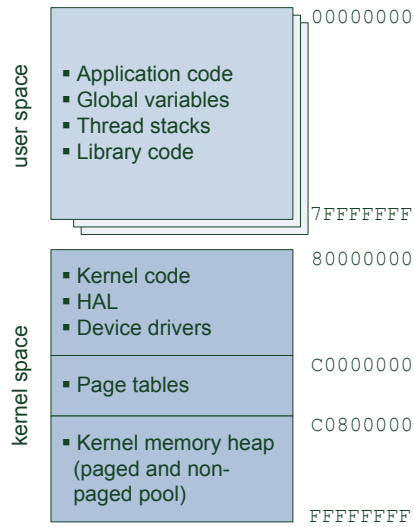 00000000
user space
▪ Application code
▪ Global variables
▪ Thread stacks
▪ Library code
7FFFFFFF
80000000
kernel space
▪ Kernel code
▪ HAL
▪ Device drivers
C0000000
▪ Page tables
C0800000
▪ Kernel memory heap
(paged and non-
paged pool)
FFFFFFFF